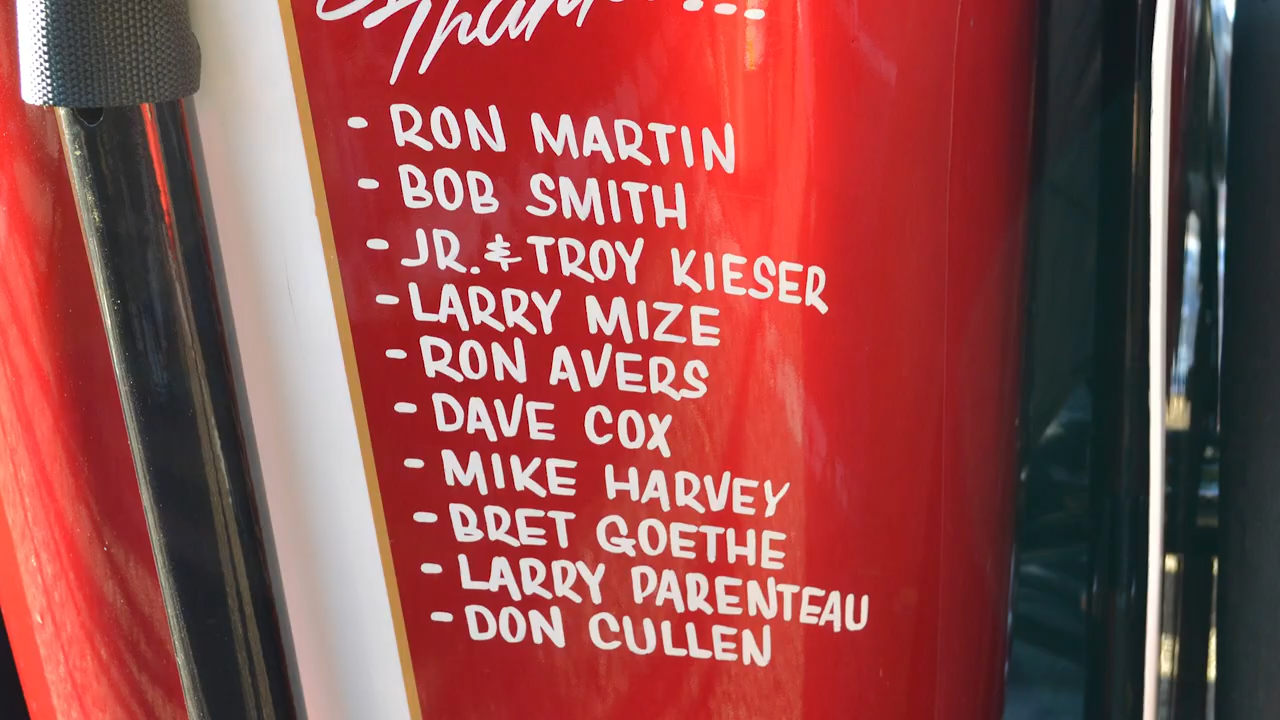 Thanks...
- RON MARTIN
- BOB SMITH
- JR. & TROY KIESER
- LARRY MIZE
- RON AVERS
- DAVE COX
- MIKE HARVEY
- BRET GOETHE
- LARRY PARENTEAU
- DON CULLEN